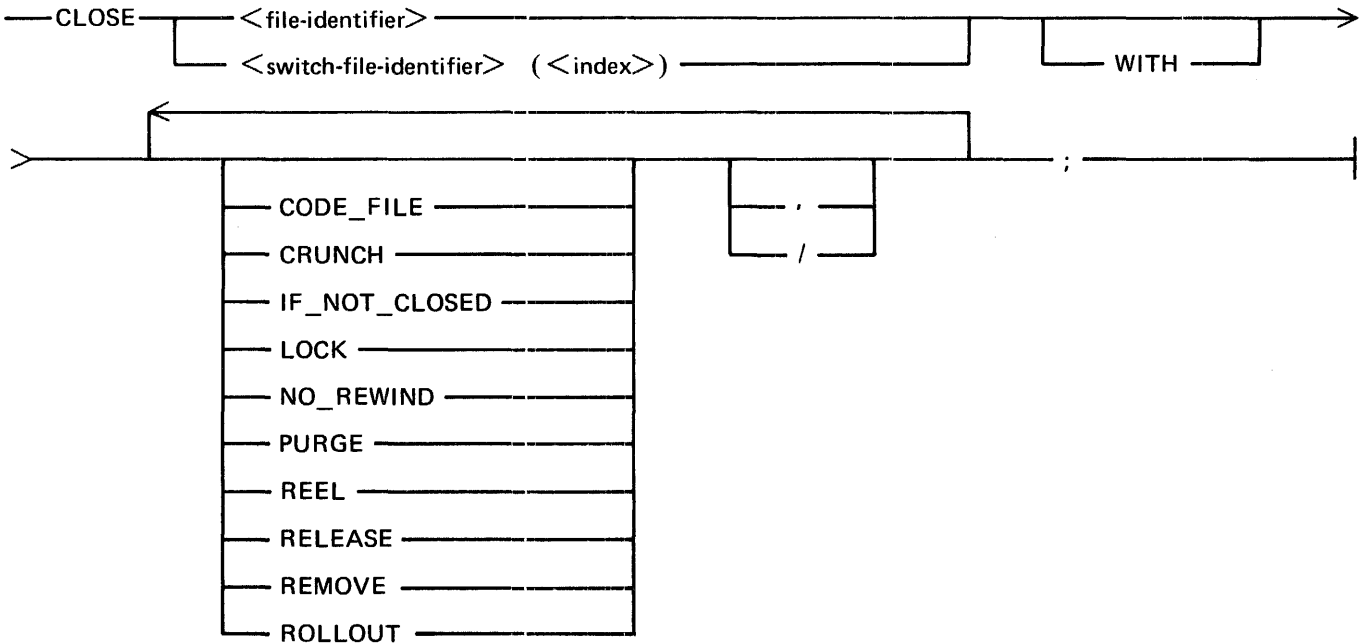 CLOSE <file-identifier>
<switch-file-identifier> (<index>) WITH
;
CODE_FILE ,
CRUNCH /
IF_NOT_CLOSED
LOCK
NO_REWIND
PURGE
REEL
RELEASE
REMOVE
ROLLOUT